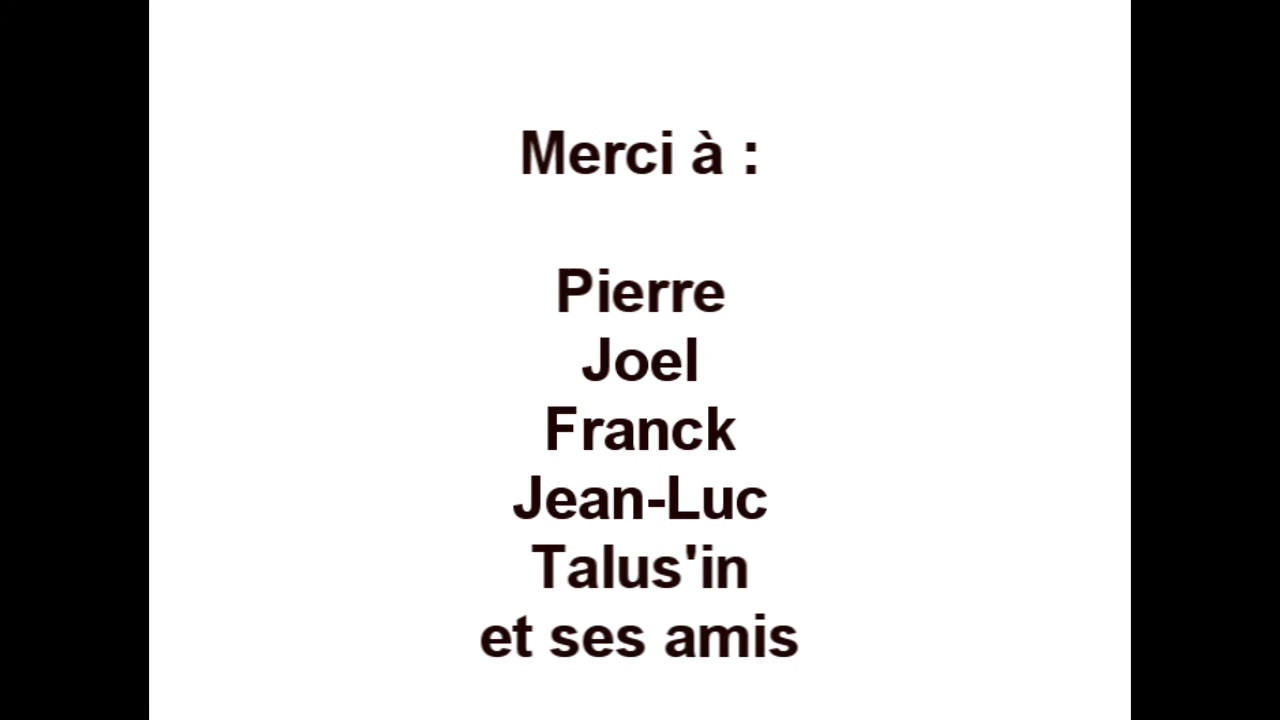 Merci à :
Pierre
Joel
Franck
Jean-Luc
Talus'in
et ses amis